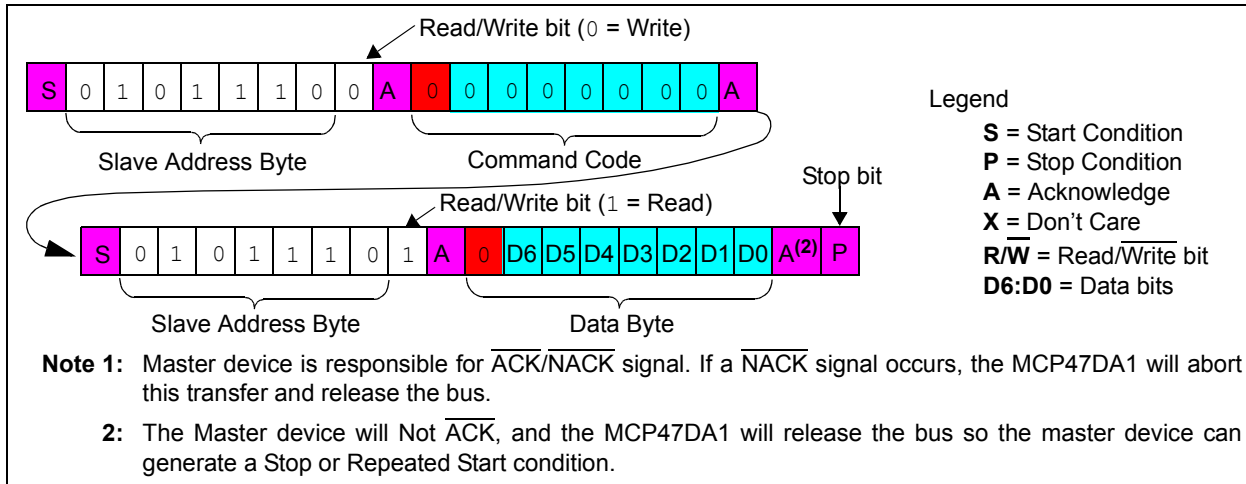 Read/Write bit (0 = Write)
S 0 1 0 1 1 1 0 0 A 0 0 0 0 0 0 0 0 A
Slave Address Byte Command Code
Read/Write bit (1 = Read)
Stop bit
S 0 1 0 1 1 1 0 1 A 0 D6 D5 D4 D3 D2 D1 D0 A(2) P
Slave Address Byte Data Byte
Legend
S = Start Condition
P = Stop Condition
A = Acknowledge
X = Don't Care
R/W̅ = Read/W̅r̅i̅t̅e̅ bit
D6:D0 = Data bits
Note 1: Master device is responsible for A̅C̅K̅/N̅A̅C̅K̅ signal. If a N̅A̅C̅K̅ signal occurs, the MCP47DA1 will abort
this transfer and release the bus.
2: The Master device will Not A̅C̅K̅, and the MCP47DA1 will release the bus so the master device can
generate a Stop or Repeated Start condition.